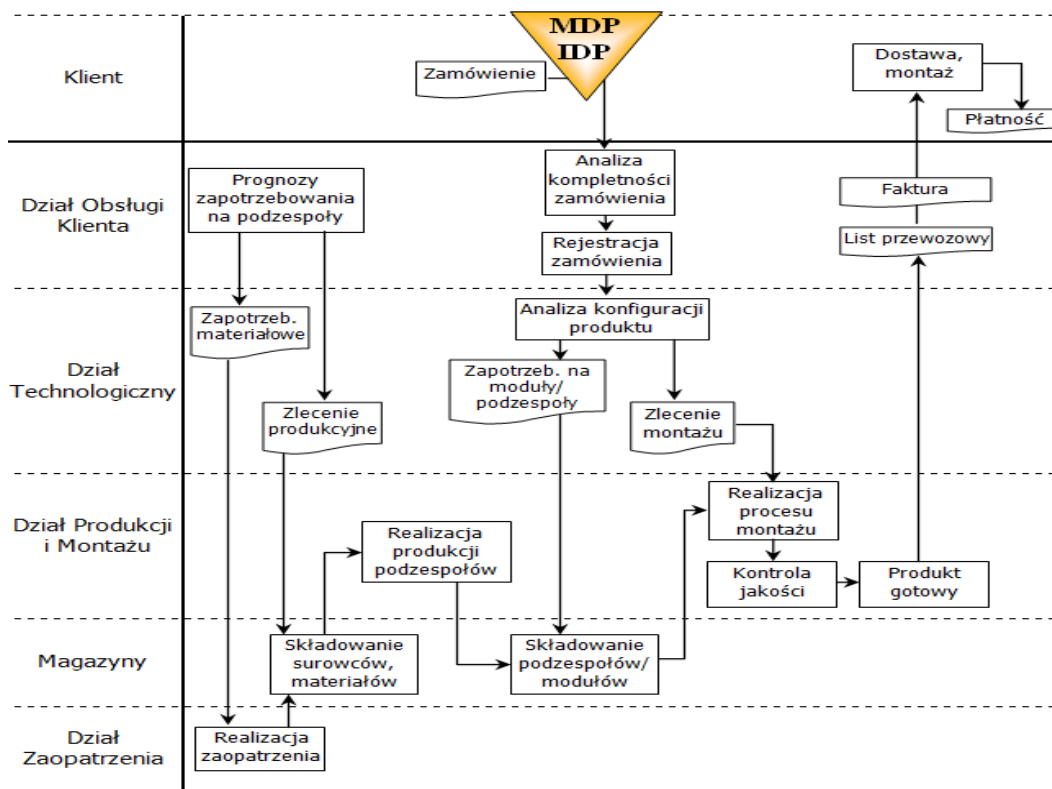 MDP
IDP
Klient
Zamówienie
Dostawa,
montaż
Płatność
Dział Obsługi
Klienta
Prognozy
zapotrzebowania
na podzespoły
Analiza
kompletności
zamówienia
Rejestracja
zamówienia
Faktura
List przewozowy
Dział
Technologiczny
Zapotrzeb.
materiałowe
Zlecenie
produkcyjne
Analiza konfiguracji
produktu
Zapotrzeb. na
moduły/
podzespoły
Zlecenie
montażu
Dział Produkcji
i Montażu
Realizacja
produkcji
podzespołów
Realizacja
procesu
montażu
Kontrola
jakości
Produkt
gotowy
Magazyny
Składowanie
surowców,
materiałów
Składowanie
podzespołów/
modułów
Dział
Zaopatrzenia
Realizacja
zaopatrzenia